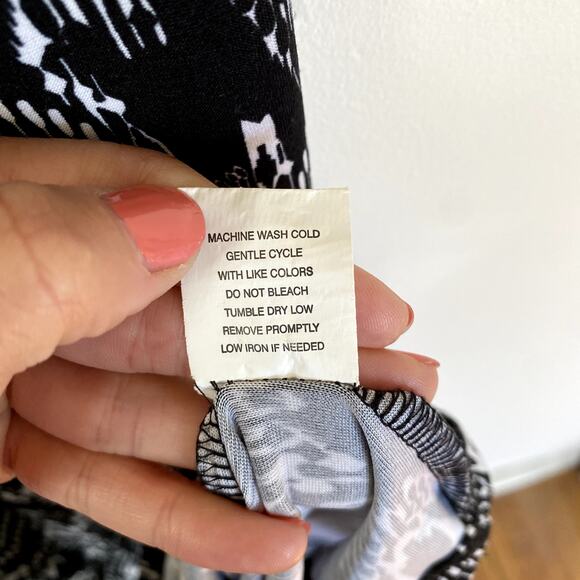 MACHINE WASH COLD
GENTLE CYCLE
WITH LIKE COLORS
DO NOT BLEACH
TUMBLE DRY LOW
REMOVE PROMPTLY
LOW IRON IF NEEDED